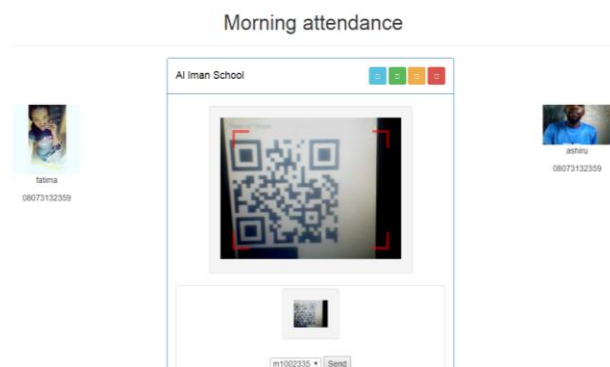 Morning attendance
Al Iman School
fatima
08073132359
ashiru
08073132359
m1002335
Send